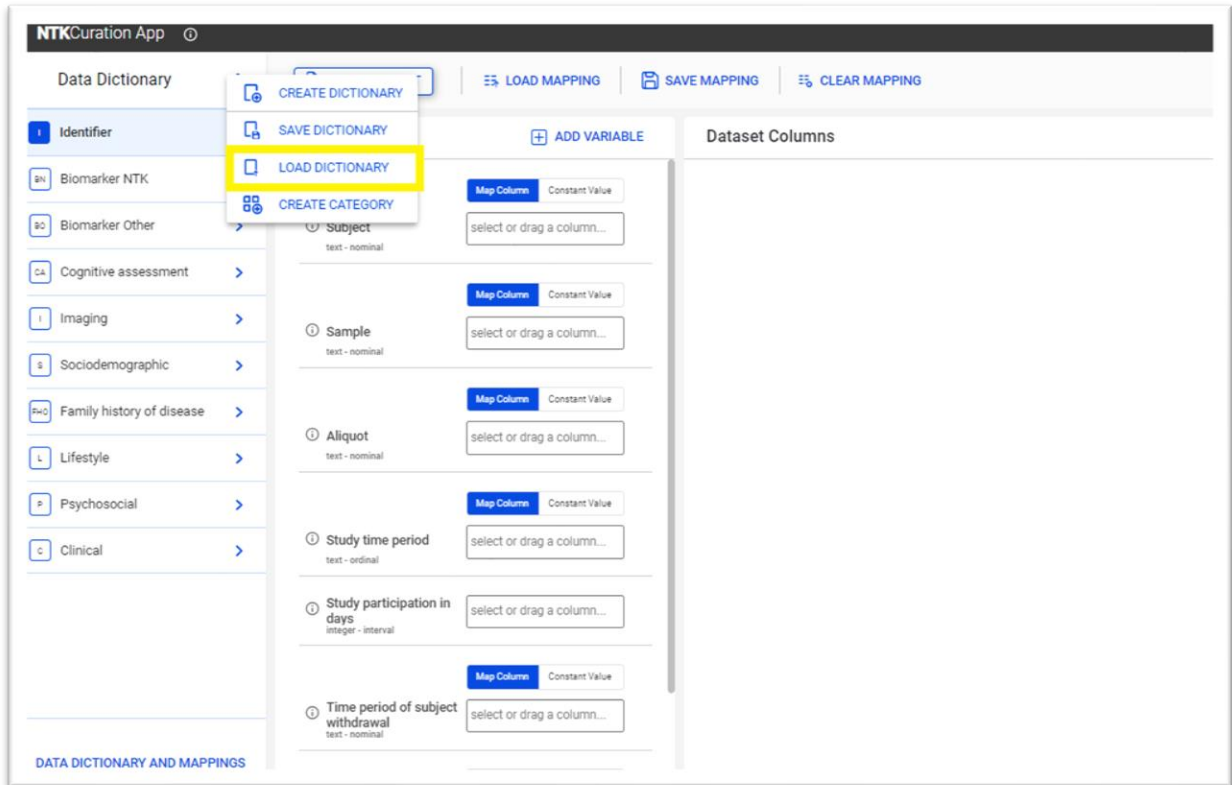 NTKCuration App
Data Dictionary
LOAD MAPPING
SAVE MAPPING
CLEAR MAPPING
CREATE DICTIONARY
SAVE DICTIONARY
LOAD DICTIONARY
CREATE CATEGORY
I Identifier
BN Biomarker NTK
BO Biomarker Other
CA Cognitive assessment
I Imaging
S Sociodemographic
FHO Family history of disease
L Lifestyle
P Psychosocial
C Clinical
DATA DICTIONARY AND MAPPINGS
ADD VARIABLE
Map Column Constant Value
Subject select or drag a column...
text - nominal
Map Column Constant Value
Sample select or drag a column...
text - nominal
Map Column Constant Value
Aliquot select or drag a column...
text - nominal
Map Column Constant Value
Study time period select or drag a column...
text - ordinal
Study participation in
days
select or drag a column...
integer - interval
Map Column Constant Value
Time period of subject
withdrawal
select or drag a column...
text - nominal
Dataset Columns